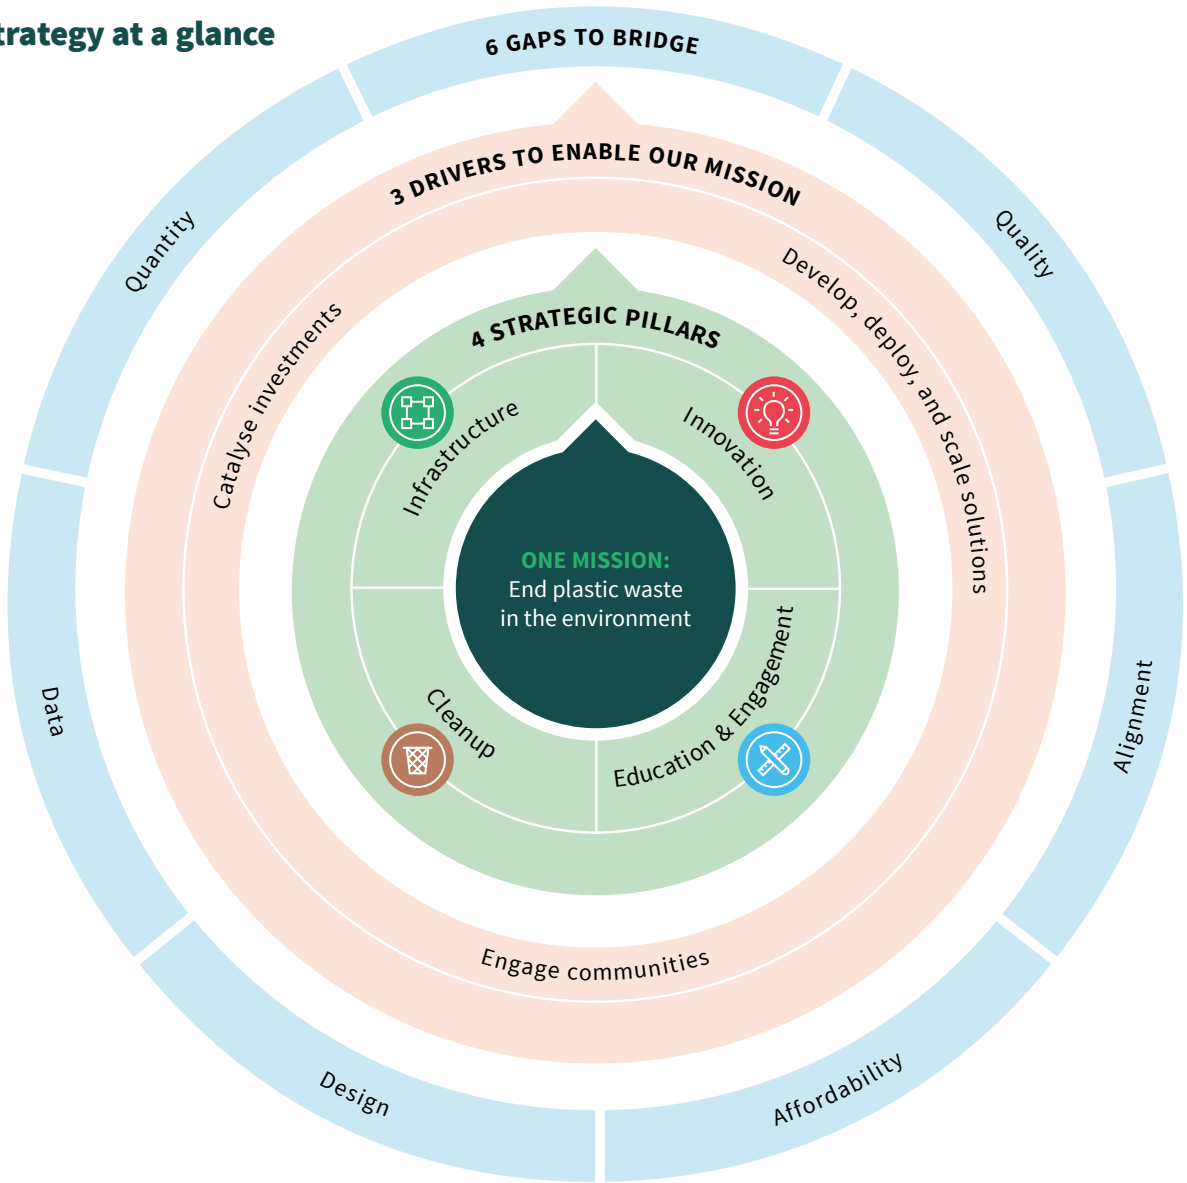 trategy at a glance
6 GAPS TO BRIDGE
Quantity
Quality
Data
Alignment
Design
Affordability
3 DRIVERS TO ENABLE OUR MISSION
Catalyse investments
Develop, deploy, and scale solutions
Engage communities
4 STRATEGIC PILLARS
Infrastructure
Innovation
Cleanup
Education & Engagement
ONE MISSION:
End plastic waste
in the environment